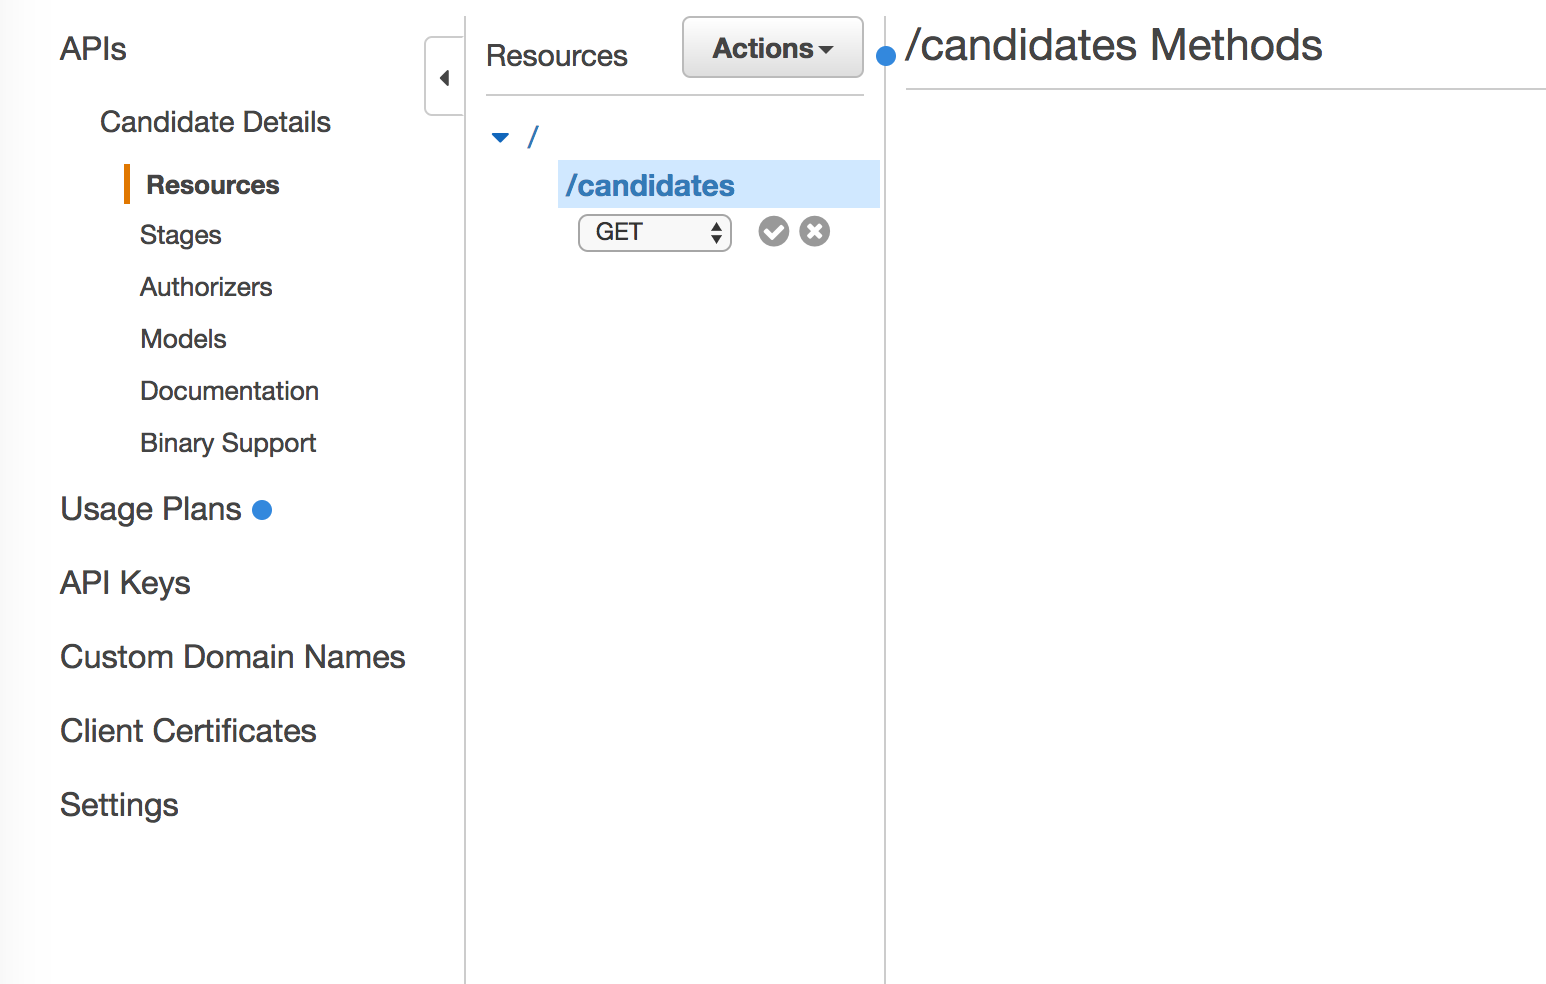 APIs
Candidate Details
Resources
Stages
Authorizers
Models
Documentation
Binary Support
Usage Plans
API Keys
Custom Domain Names
Client Certificates
Settings
Resources
Actions
/
/candidates
GET
/candidates Methods